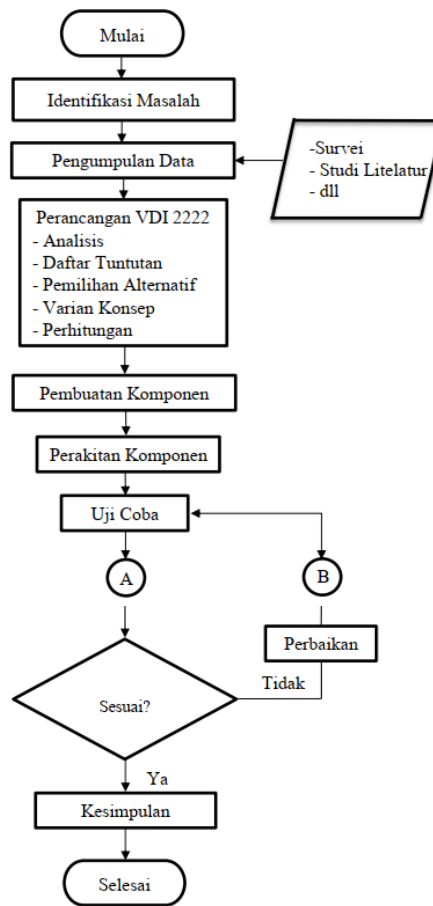 Mulai
Identifikasi Masalah
Pengumpulan Data
-Survei
- Studi Litelatur
- dll
Perancangan VDI 2222
- Analisis
- Daftar Tuntutan
- Pemilihan Alternatif
- Varian Konsep
- Perhitungan
Pembuatan Komponen
Perakitan Komponen
Uji Coba
A
B
Perbaikan
Sesuai?
Tidak
Ya
Kesimpulan
Selesai